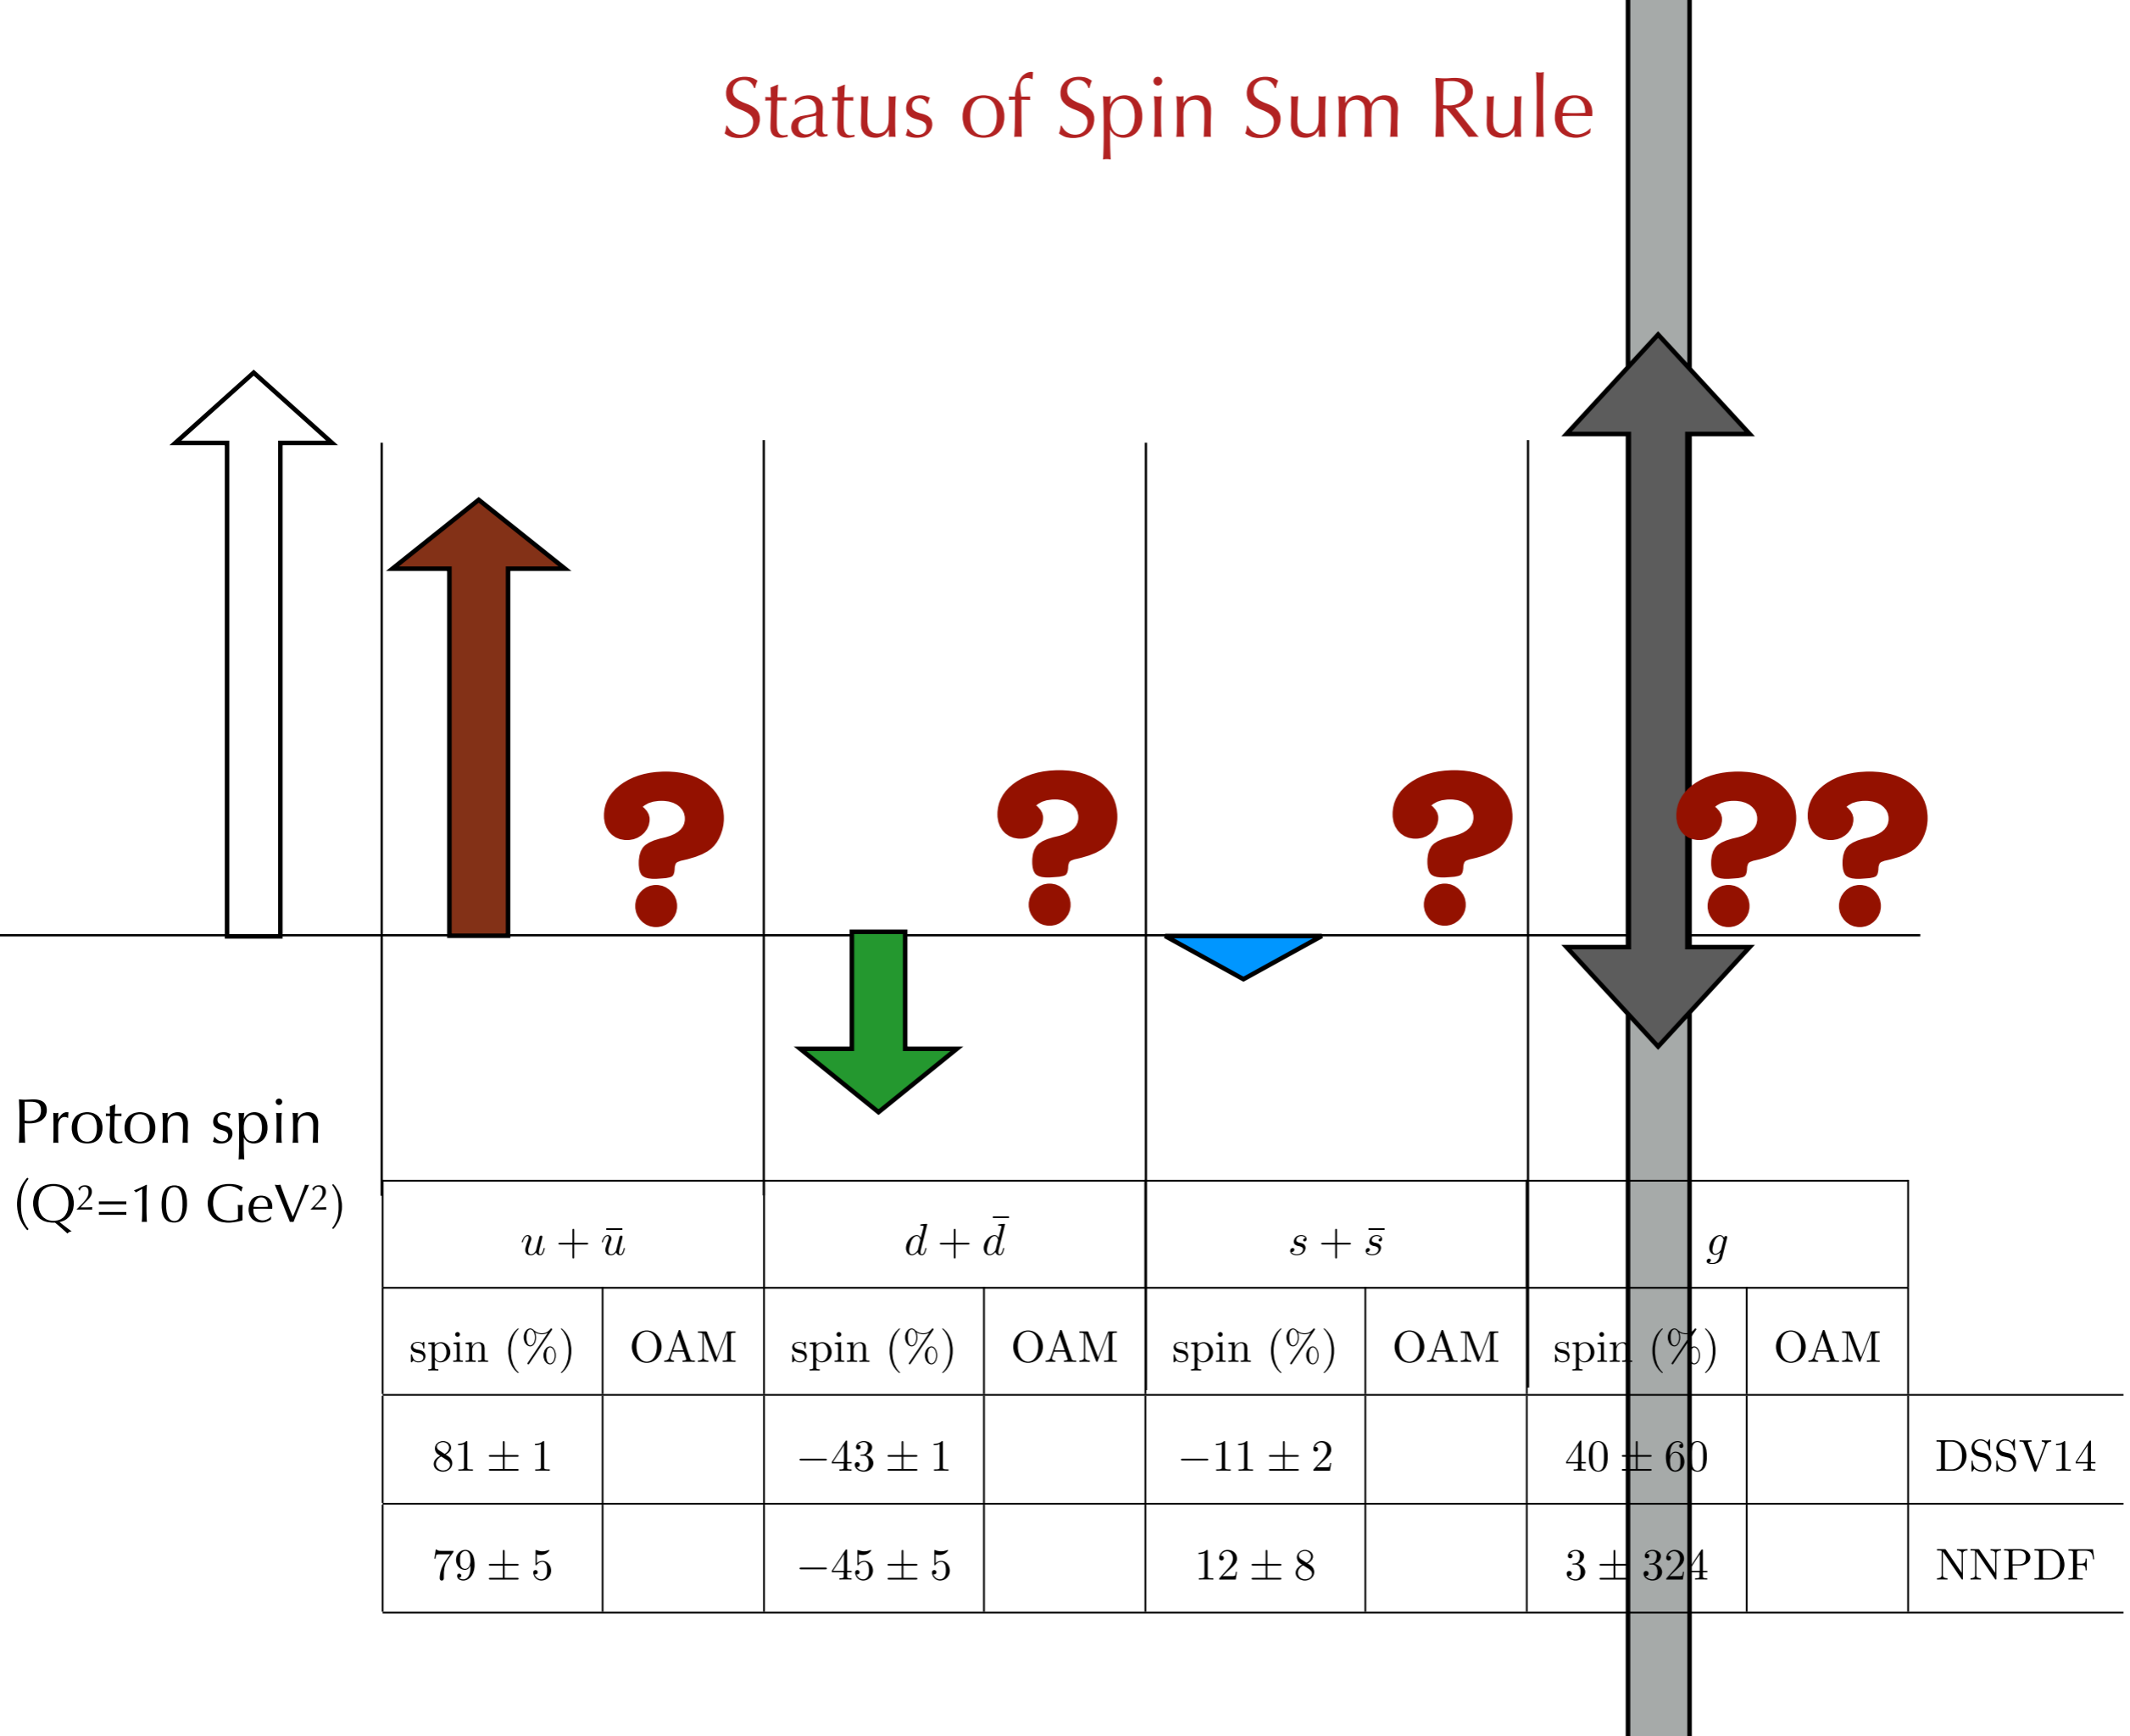 Status of Spin Sum Rule
? ? ? ??
Proton spin
(Q²=10 GeV²)
u + ū d + d̄ s + s̄ g
spin (%) OAM spin (%) OAM spin (%) OAM spin (%) OAM
81 ± 1 −43 ± 1 −11 ± 2 40 ± 60 DSSV14
79 ± 5 −45 ± 5 12 ± 8 3 ± 324 NNPDF